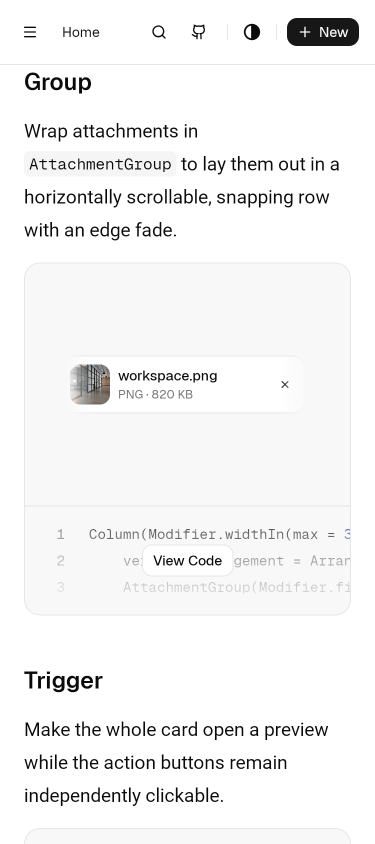 Home
New
Group
Wrap attachments in
AttachmentGroup to lay them out in a
horizontally scrollable, snapping row
with an edge fade.
workspace.png
PNG · 820 KB
1 Column(Modifier.widthIn(max = 3
2 ve View Code gement = Arran
3 AttachmentGroup(Modifier.fi
Trigger
Make the whole card open a preview
while the action buttons remain
independently clickable.